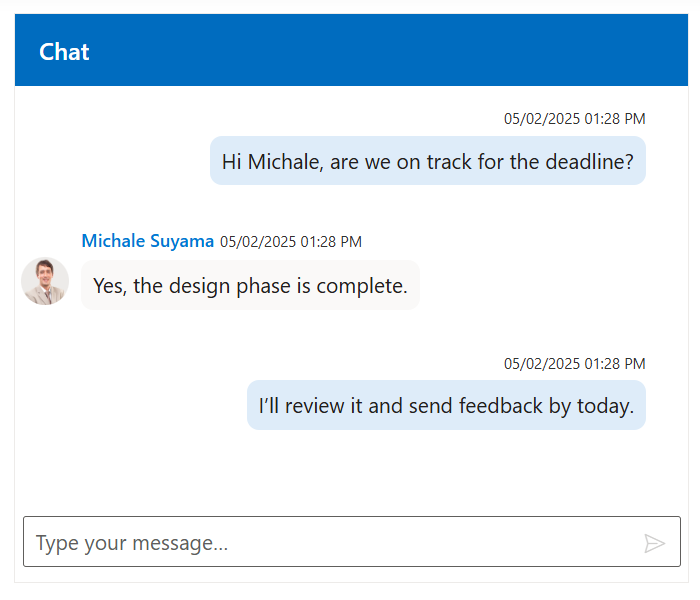 Chat
05/02/2025 01:28 PM
Hi Michale, are we on track for the deadline?
Michale Suyama 05/02/2025 01:28 PM
Yes, the design phase is complete.
05/02/2025 01:28 PM
I’ll review it and send feedback by today.
Type your message…